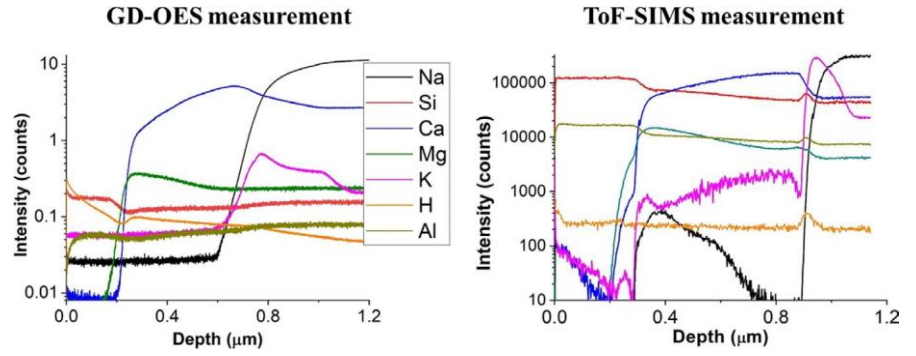 GD-OES measurement
ToF-SIMS measurement
Intensity (counts)
10
1
0.1
0.01
0.0
0.4
0.8
1.2
Depth (μm)
Na
Si
Ca
Mg
K
H
Al
Intensity (counts)
100000
10000
1000
100
10
0.0
0.4
0.8
1.2
Depth (μm)